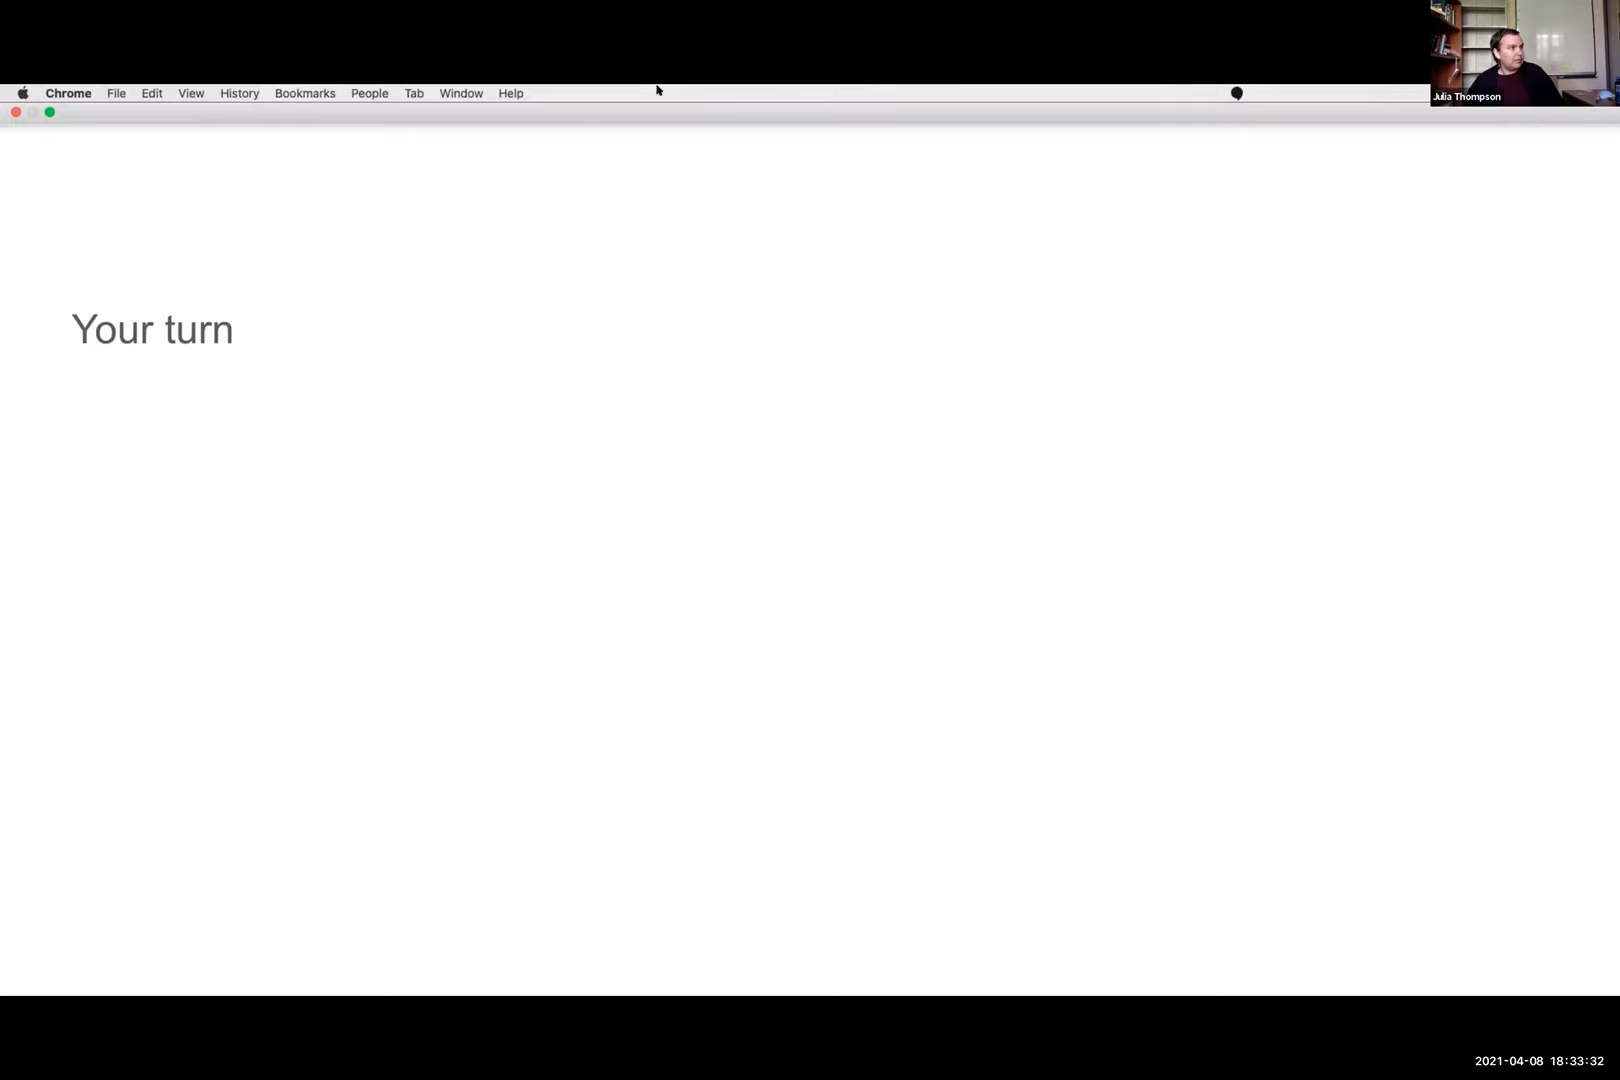 Chrome File Edit View History Bookmarks People Tab Window Help
Julia Thompson
Your turn
2021-04-08 18:33:32